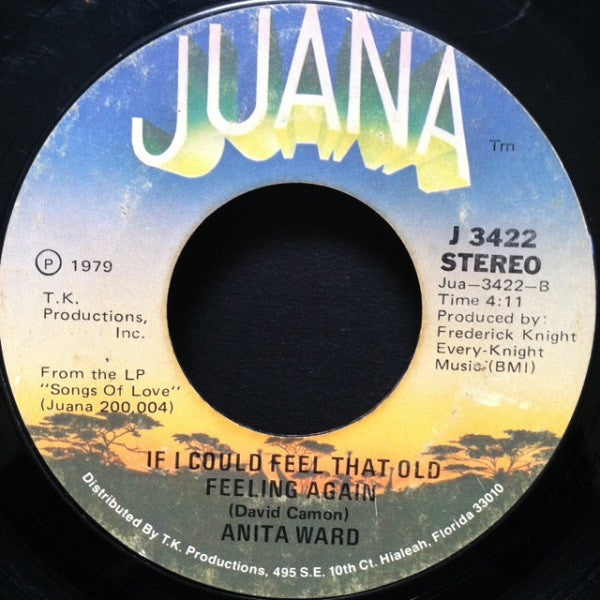 JUANA
Tm
J 3422
STEREO
Jua-3422-B
Time 4:11
Produced by:
Frederick Knight
Every-Knight
Music (BMI)
℗ 1979
T.K.
Productions,
Inc.
From the LP
"Songs Of Love"
(Juana 200,004)
IF I COULD FEEL THAT OLD
FEELING AGAIN
(David Camon)
ANITA WARD
Distributed By T.K. Productions, 495 S.E. 10th Ct. Hialeah, Florida 33010